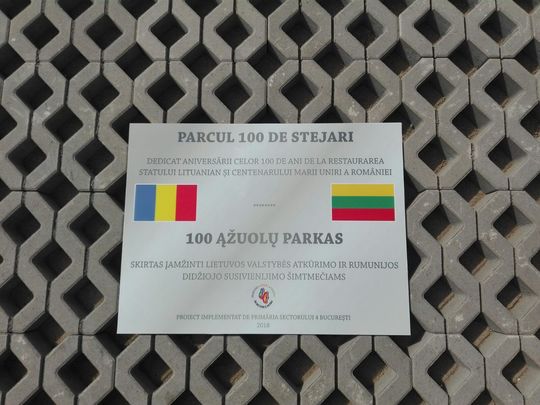 PARCUL 100 DE STEJARI
DEDICAT ANIVERSĂRII CELOR 100 DE ANI DE LA RESTAURAREA
STATULUI LITUANIAN ȘI CENTENARULUI MARII UNIRI A ROMÂNIEI
---------
100 ĄŽUOLŲ PARKAS
SKIRTAS ĮAMŽINTI LIETUVOS VALSTYBĖS ATKŪRIMO IR RUMUNIJOS
DIDŽIOJO SUSIVIENIJIMO ŠIMTMEČIAMS
PROIECT IMPLEMENTAT DE PRIMĂRIA SECTORULUI 4 BUCUREȘTI
2018